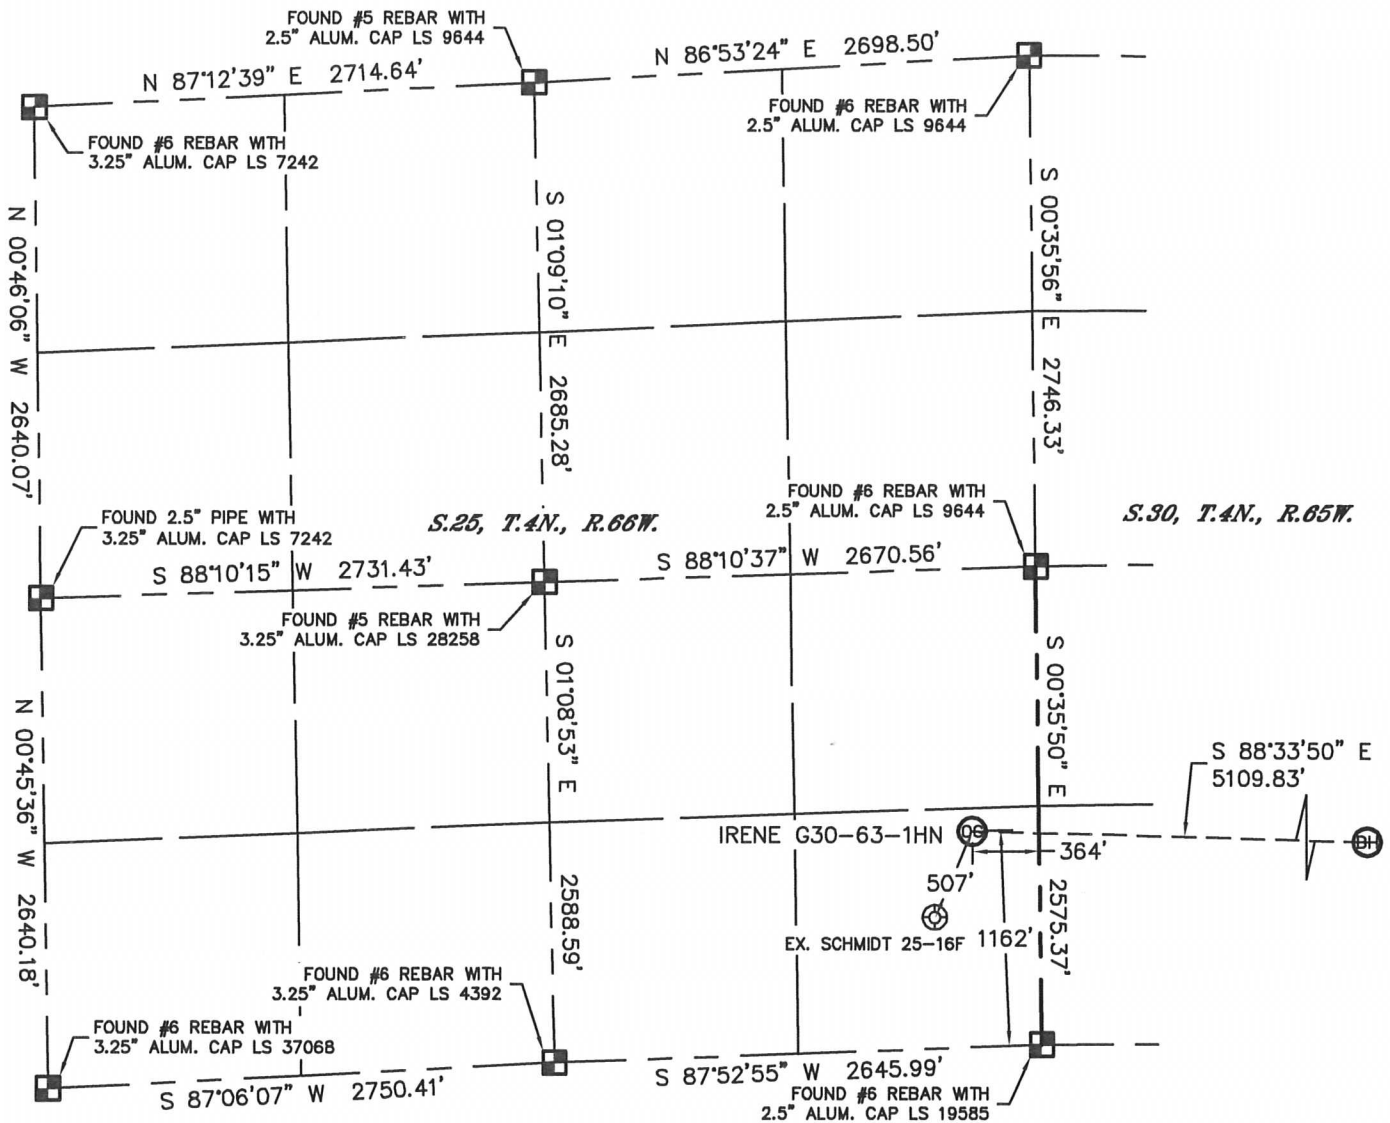 FOUND #5 REBAR WITH
2.5" ALUM. CAP LS 9644
N 86°53'24" E 2698.50'
N 87°12'39" E 2714.64'
FOUND #6 REBAR WITH
2.5" ALUM. CAP LS 9644
FOUND #6 REBAR WITH
3.25" ALUM. CAP LS 7242
N 00°46'06" W 2640.07'
S 01°09'10" E 2685.28'
S 00°35'56" E 2746.33'
FOUND #6 REBAR WITH
2.5" ALUM. CAP LS 9644
FOUND 2.5" PIPE WITH
3.25" ALUM. CAP LS 7242
S.25, T.4N., R.66W.
S.30, T.4N., R.65W.
S 88°10'15" W 2731.43'
S 88°10'37" W 2670.56'
FOUND #5 REBAR WITH
3.25" ALUM. CAP LS 28258
N 00°45'36" W 2640.18'
S 01°08'53" E 2588.59'
S 00°35'50" E 2575.37'
S 88°33'50" E
5109.83'
IRENE G30-63-1HN
OG
BH
364'
507'
EX. SCHMIDT 25-16F
1162'
FOUND #6 REBAR WITH
3.25" ALUM. CAP LS 4392
FOUND #6 REBAR WITH
3.25" ALUM. CAP LS 37068
S 87°06'07" W 2750.41'
S 87°52'55" W 2645.99'
FOUND #6 REBAR WITH
2.5" ALUM. CAP LS 19585